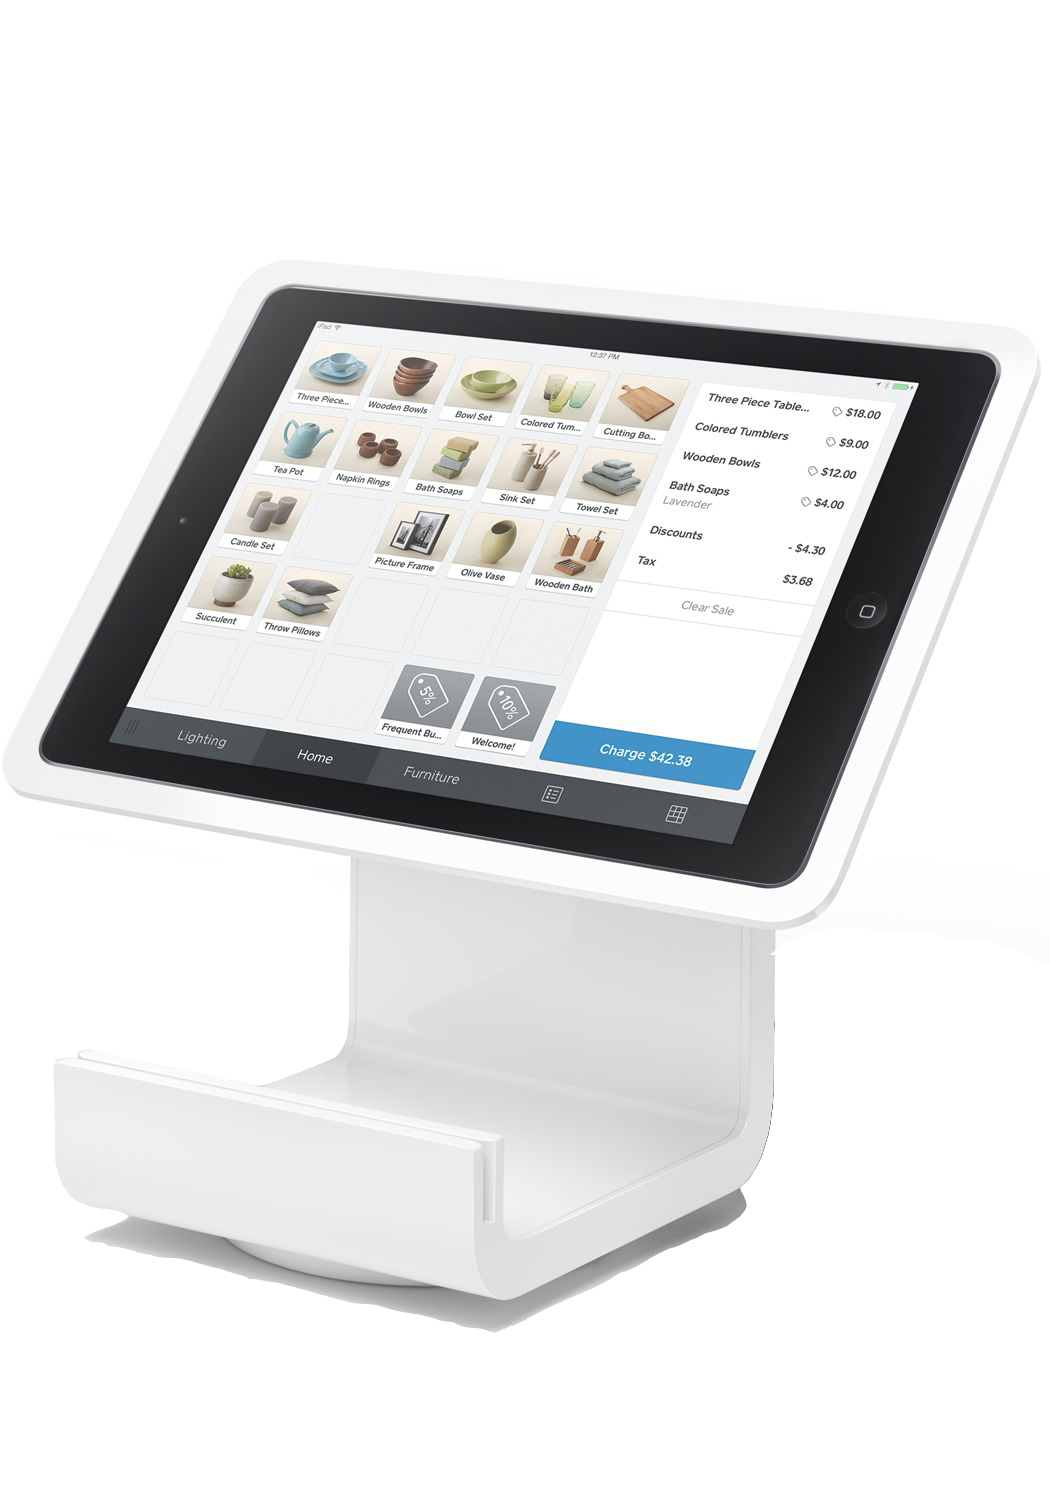 iPad
12:37 PM
Three Piece...
Wooden Bowls
Bowl Set
Colored Tum...
Cutting Bo...
Tea Pot
Napkin Rings
Bath Soaps
Sink Set
Towel Set
Candle Set
Picture Frame
Olive Vase
Wooden Bath
Succulent
Throw Pillows
5%
Frequent Bu...
10%
Welcome!
Three Piece Table... $18.00
Colored Tumblers $9.00
Wooden Bowls $12.00
Bath Soaps $4.00
Lavender
Discounts - $4.30
Tax $3.68
Clear Sale
Charge $42.38
Lighting
Home
Furniture